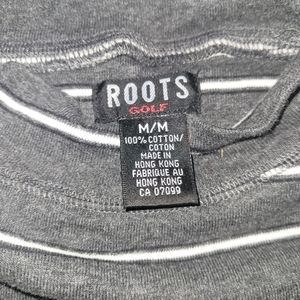 ROOTS
GOLF
M/M
100% COTTON/
COTON
MADE IN
HONG KONG
FABRIQUE AU
HONG KONG
CA 07099